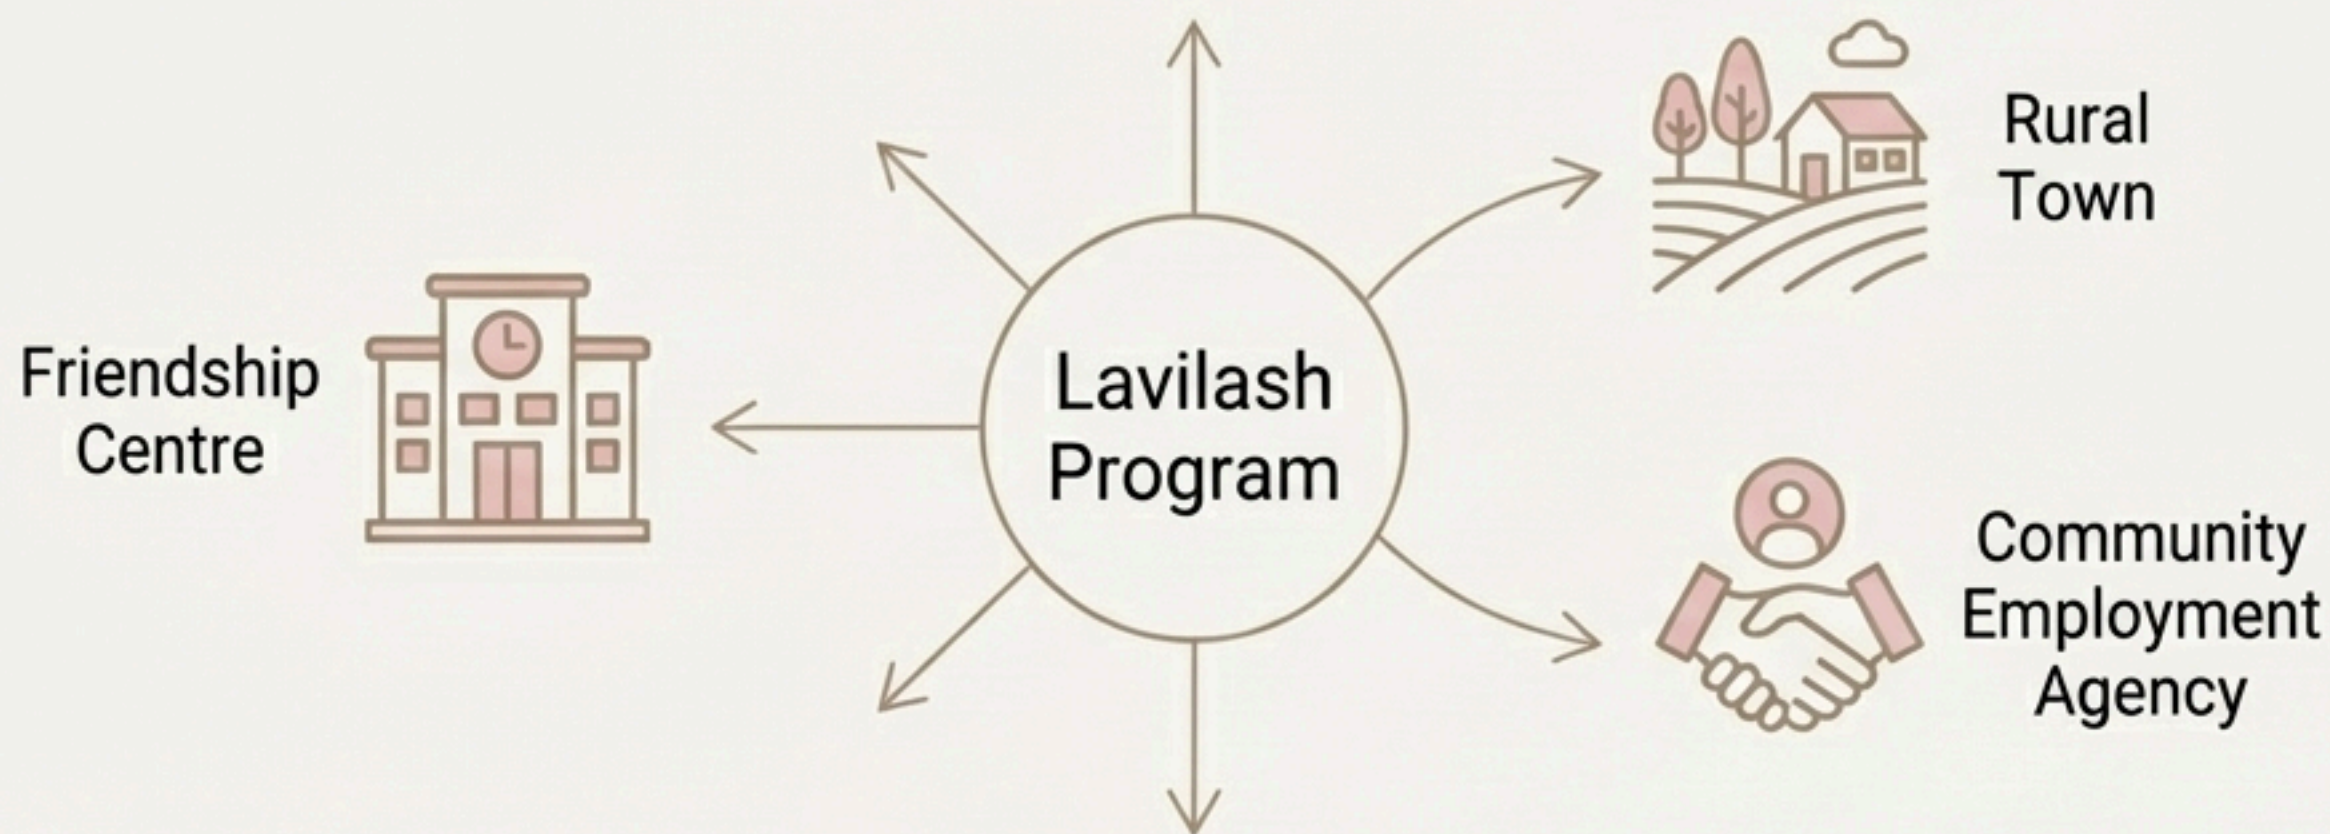 Friendship
Centre
Lavilash
Program
Rural
Town
Community
Employment
Agency